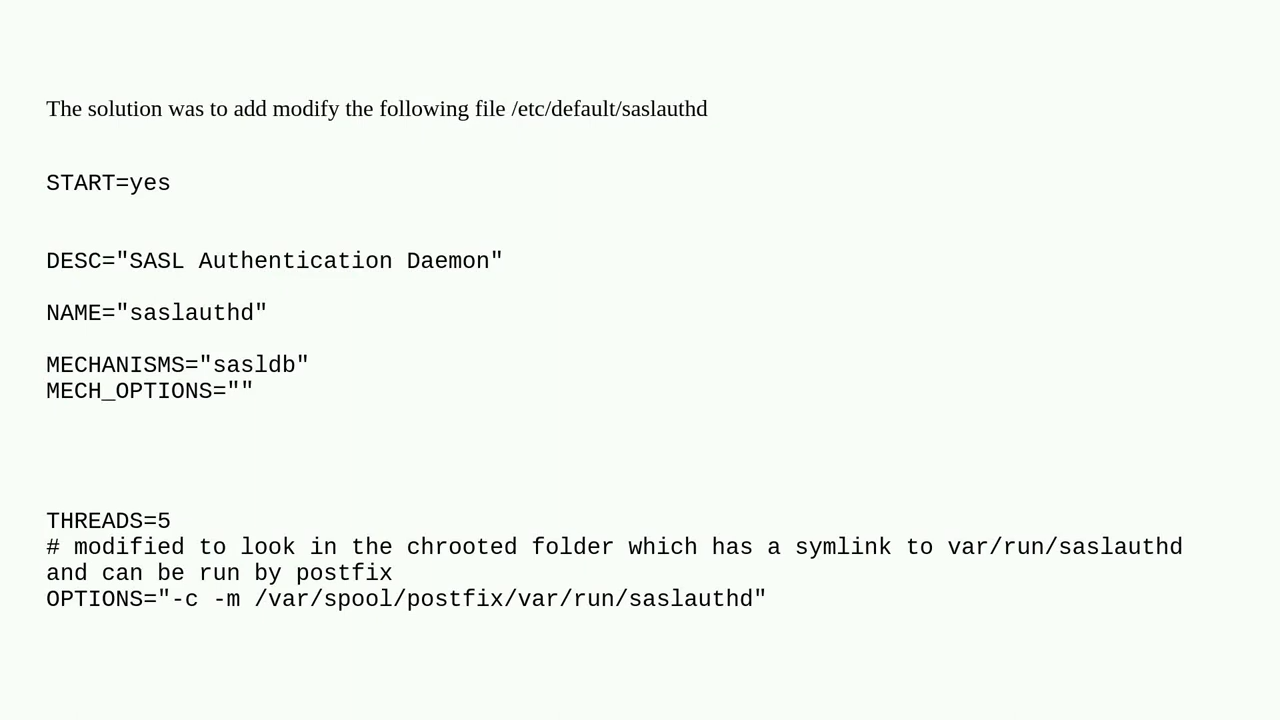 The solution was to add modify the following file /etc/default/saslauthd
START=yes
DESC="SASL Authentication Daemon"
NAME="saslauthd"
MECHANISMS="sasldb"
MECH_OPTIONS=""
THREADS=5
# modified to look in the chrooted folder which has a symlink to var/run/saslauthd
and can be run by postfix
OPTIONS="-c -m /var/spool/postfix/var/run/saslauthd"